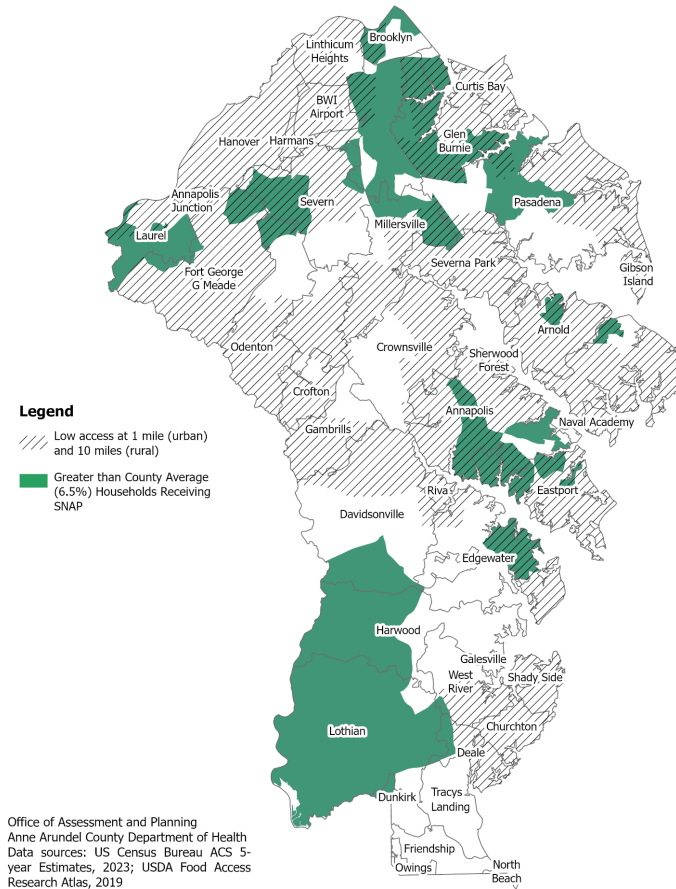 Brooklyn
Linthicum
Heights
Curtis Bay
BWI
Airport
Glen
Burnie
Hanover
Harmans
Annapolis
Junction
Severn
Pasadena
Laurel
Millersville
Fort George
G Meade
Severna Park
Gibson
Island
Arnold
Odenton
Crownsville
Sherwood
Forest
Crofton
Legend
Low access at 1 mile (urban)
and 10 miles (rural)
Greater than County Average
(6.5%) Households Receiving
SNAP
Annapolis
Naval Academy
Gambrills
Riva
Eastport
Davidsonville
Edgewater
Harwood
Galesville
West
River
Shady Side
Lothian
Churchton
Deale
Dunkirk
Tracys
Landing
Friendship
Owings
North
Beach
Office of Assessment and Planning
Anne Arundel County Department of Health
Data sources: US Census Bureau ACS 5-
year Estimates, 2023; USDA Food Access
Research Atlas, 2019